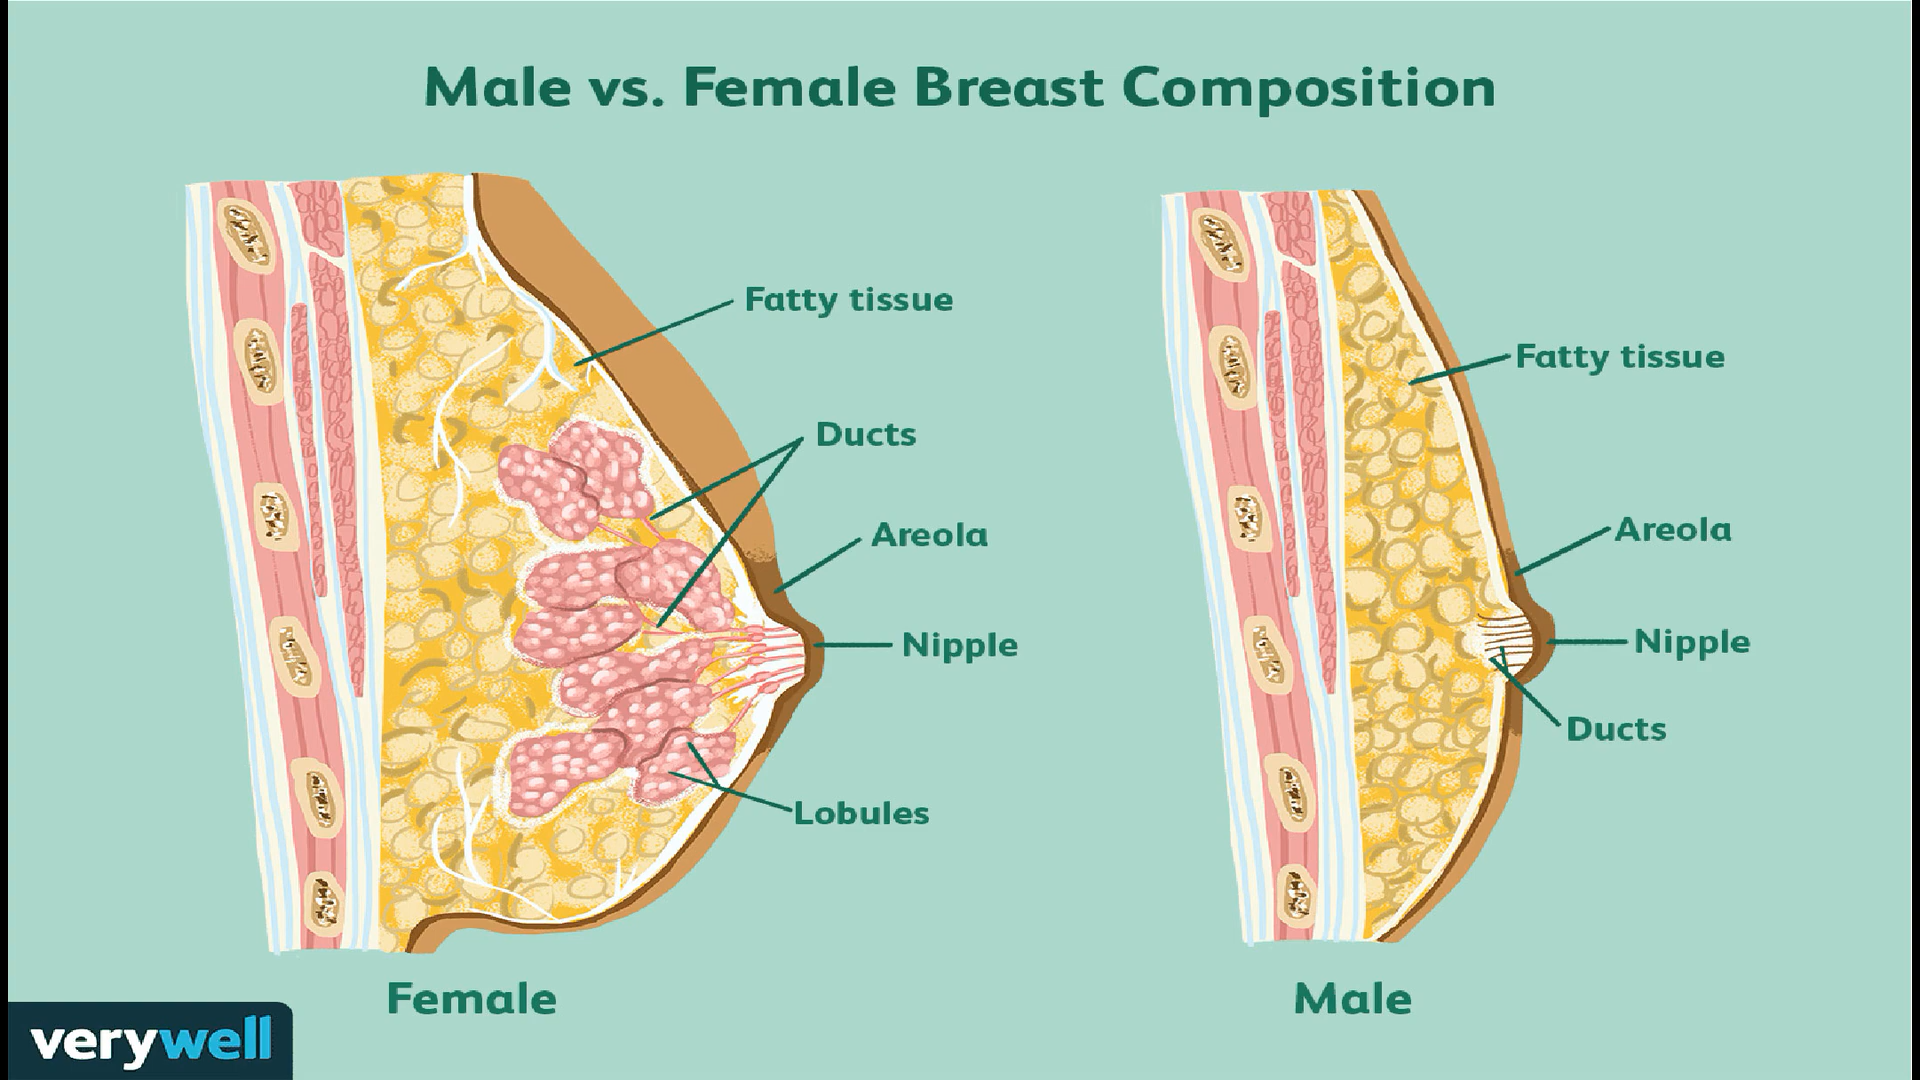 Male vs. Female Breast Composition
Fatty tissue
Ducts
Areola
Nipple
Lobules
Female
Fatty tissue
Areola
Nipple
Ducts
Male
verywell